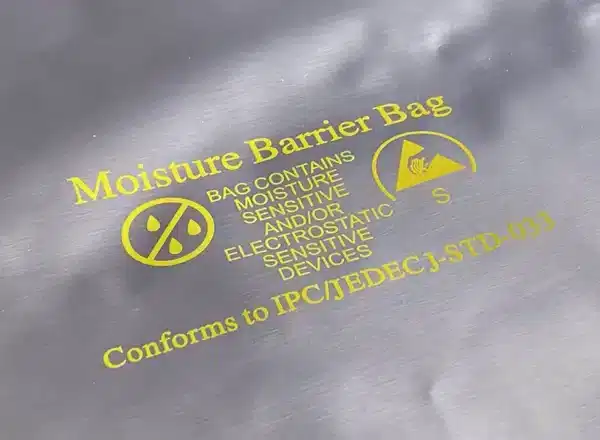 Moisture Barrier Bag
BAG CONTAINS
MOISTURE
SENSITIVE
AND/OR
ELECTROSTATIC
SENSITIVE
DEVICES
S
Conforms to IPC/JEDEC J-STD-033